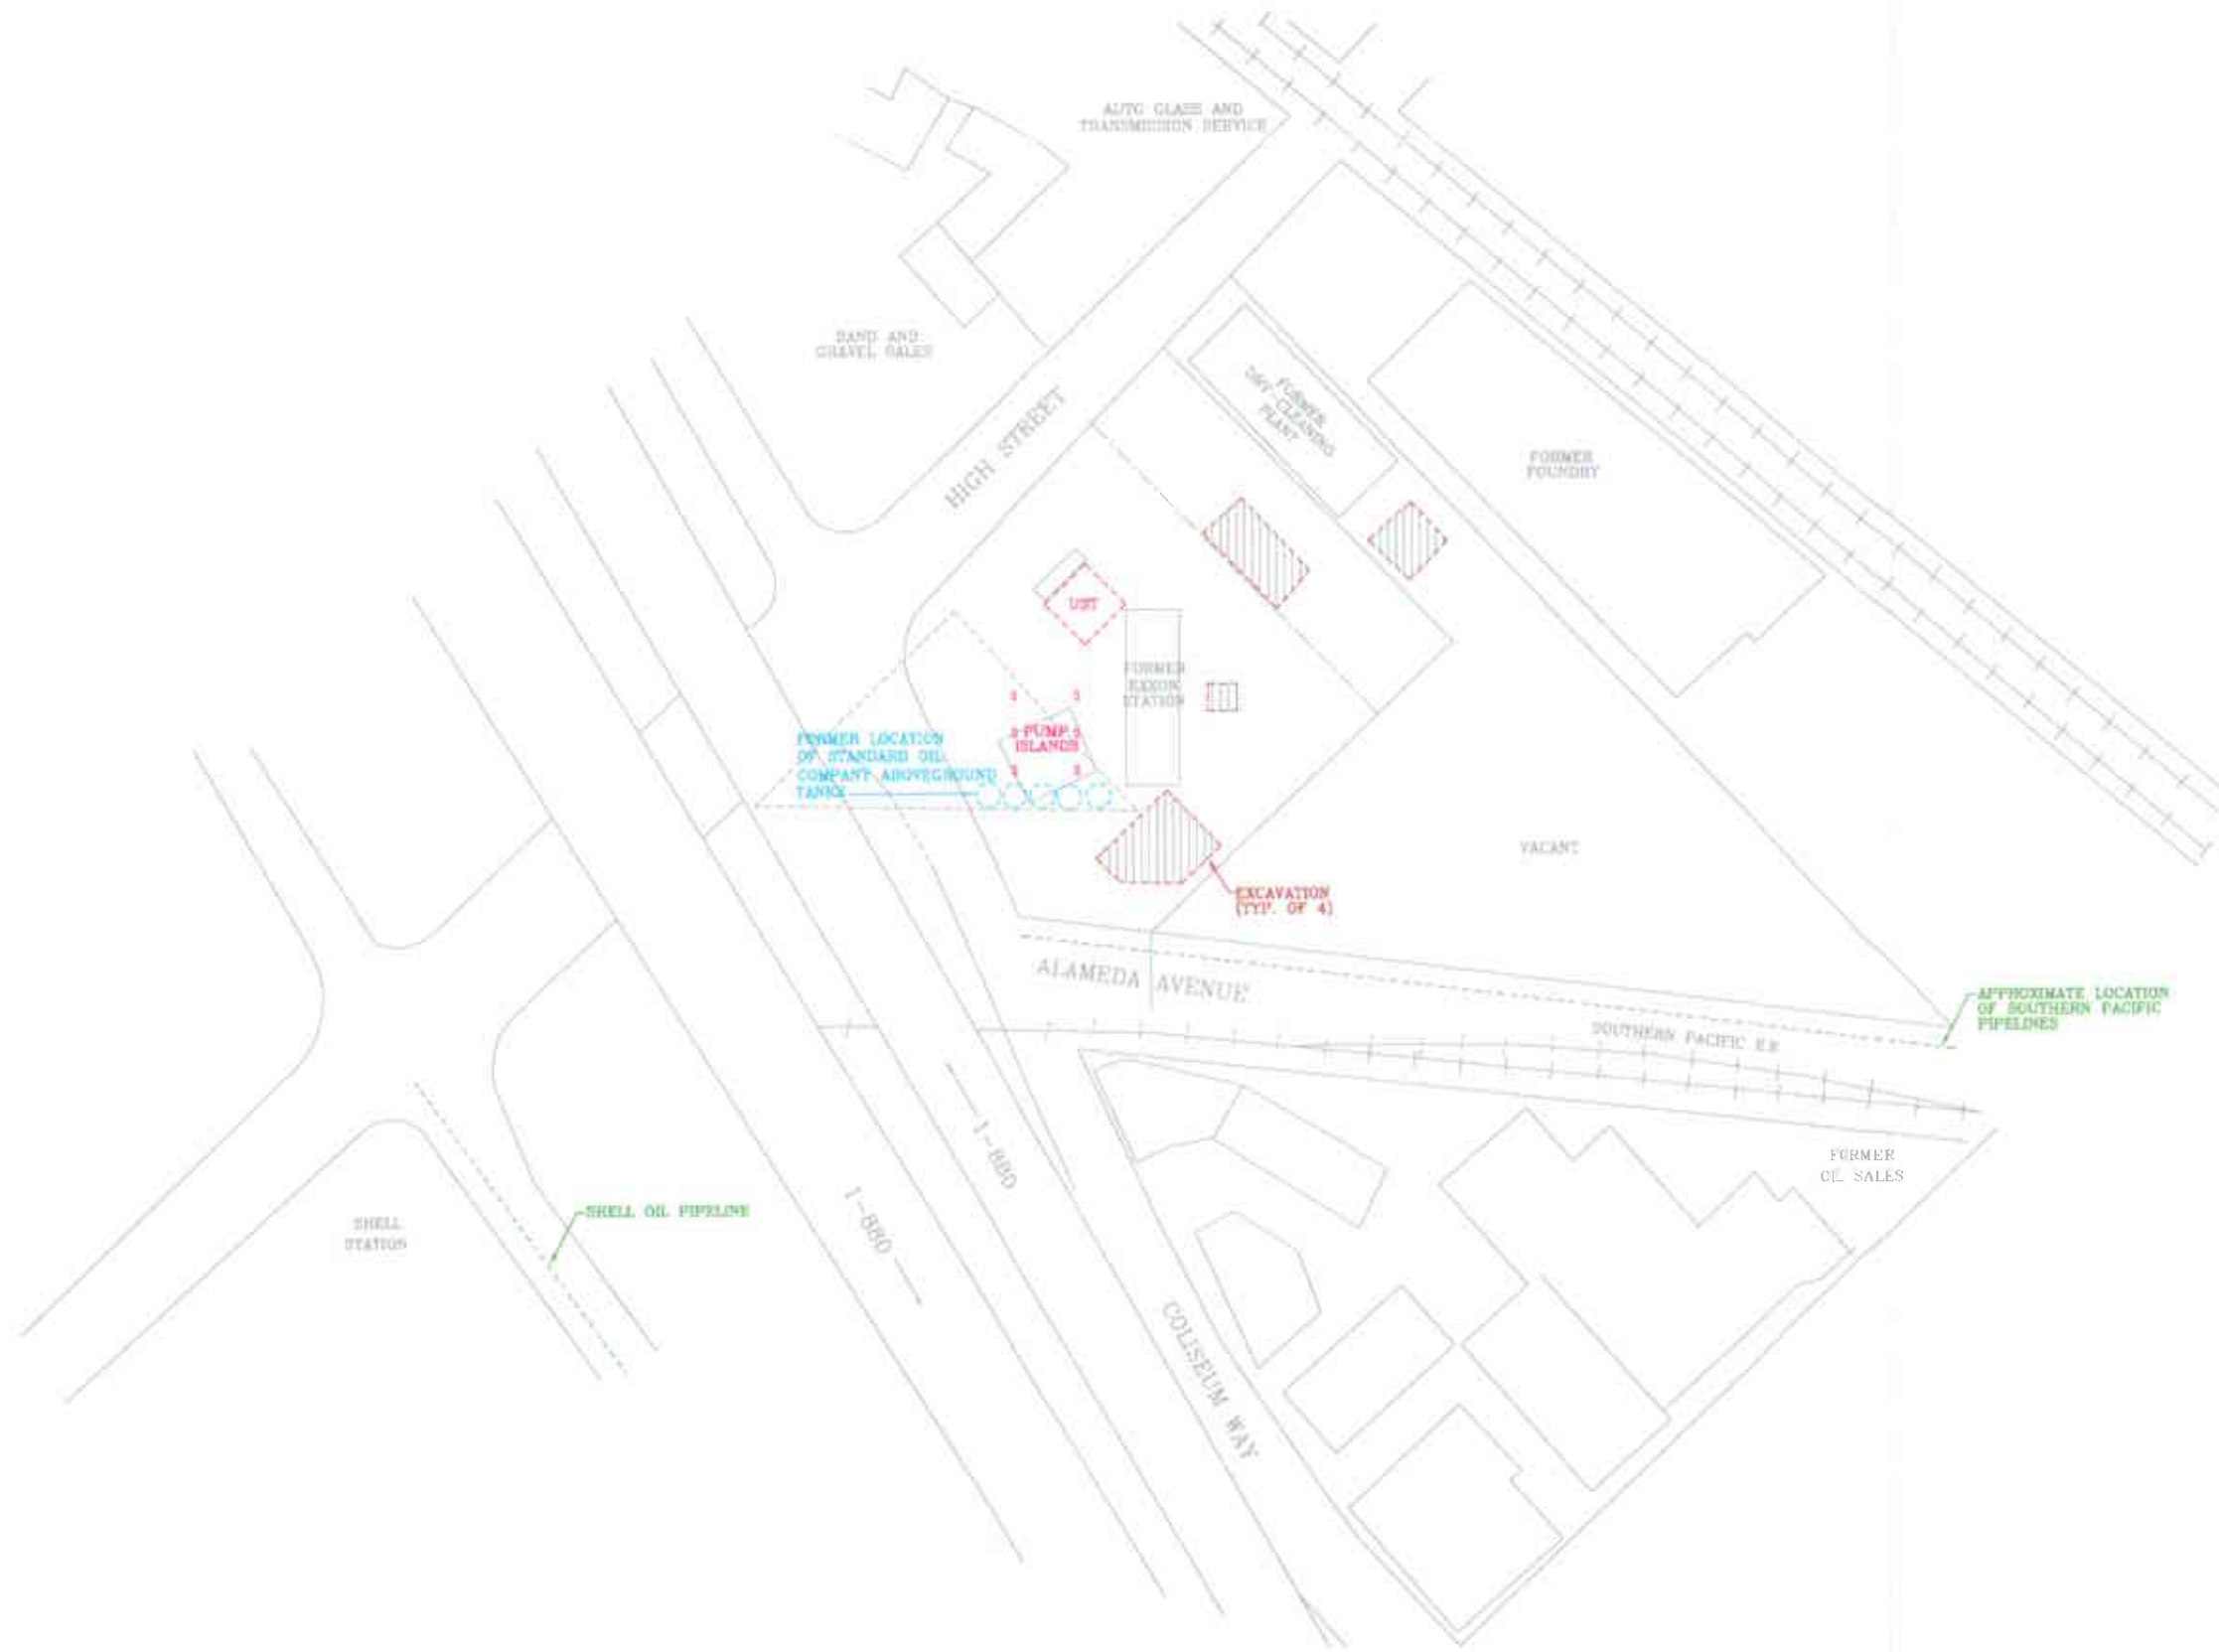 AUTO GLASS AND
TRANSMISSION SERVICE
SAND AND
GRAVEL SALES
HIGH STREET
FORMER
DRY-CLEANING
PLANT
FORMER
FOUNDRY
UST
FORMER
EXXON
STATION
PUMP
ISLANDS
FORMER LOCATION
OF STANDARD OIL
COMPANY ABOVEGROUND
TANKS
VACANT
EXCAVATION
(TYP. OF 4)
ALAMEDA AVENUE
APPROXIMATE LOCATION
OF SOUTHERN PACIFIC
PIPELINES
SOUTHERN PACIFIC R.R
I-880
I-880
FORMER
OIL SALES
SHELL OIL PIPELINE
SHELL
STATION
COLISEUM WAY